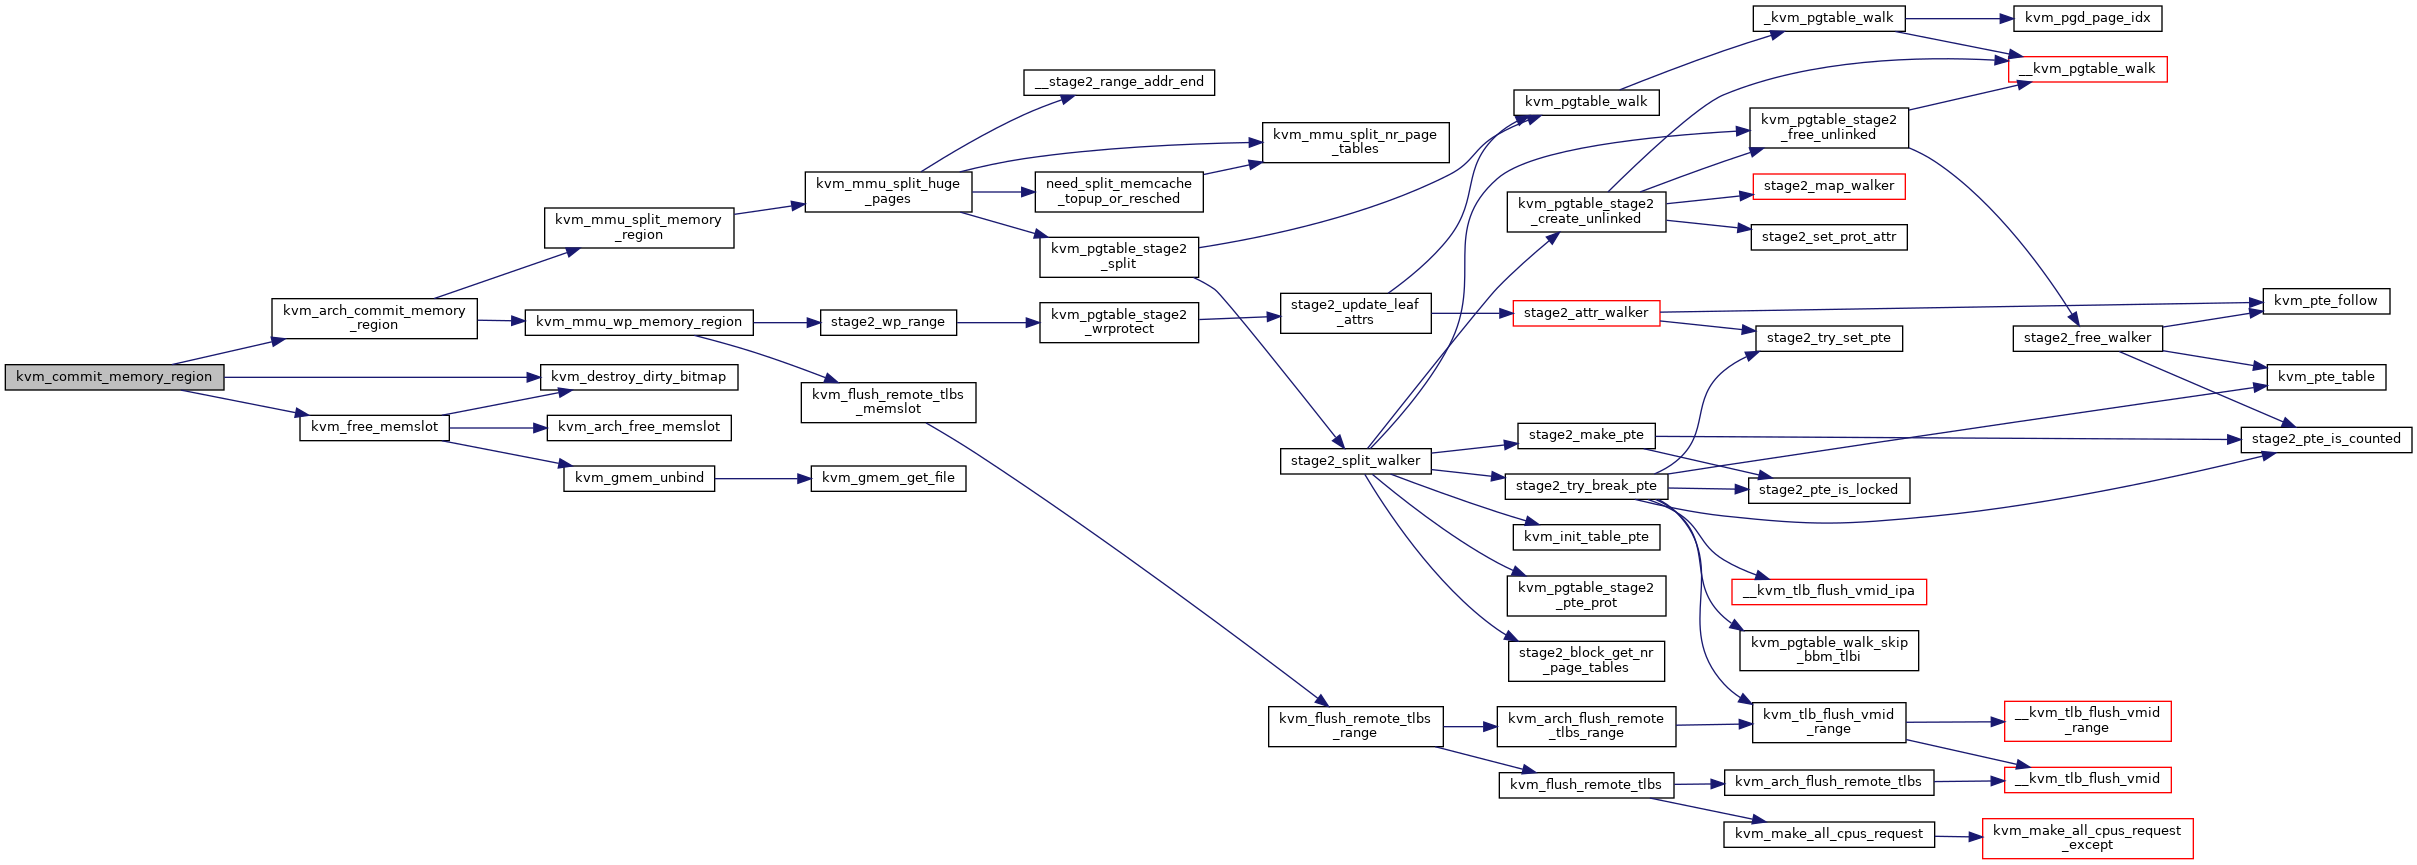 kvm_commit_memory_region
kvm_arch_commit_memory
_region
kvm_destroy_dirty_bitmap
kvm_free_memslot
kvm_mmu_split_memory
_region
kvm_mmu_wp_memory_region
kvm_arch_free_memslot
kvm_gmem_unbind
kvm_mmu_split_huge
_pages
stage2_wp_range
kvm_flush_remote_tlbs
_memslot
kvm_gmem_get_file
__stage2_range_addr_end
need_split_memcache
_topup_or_resched
kvm_pgtable_stage2
_split
kvm_pgtable_stage2
_wrprotect
kvm_mmu_split_nr_page
_tables
stage2_update_leaf
_attrs
stage2_split_walker
kvm_flush_remote_tlbs
_range
kvm_pgtable_walk
kvm_pgtable_stage2
_create_unlinked
stage2_attr_walker
stage2_make_pte
stage2_try_break_pte
kvm_init_table_pte
kvm_pgtable_stage2
_pte_prot
stage2_block_get_nr
_page_tables
kvm_arch_flush_remote
_tlbs_range
kvm_flush_remote_tlbs
_kvm_pgtable_walk
kvm_pgtable_stage2
_free_unlinked
stage2_map_walker
stage2_set_prot_attr
stage2_try_set_pte
stage2_pte_is_locked
__kvm_tlb_flush_vmid_ipa
kvm_pgtable_walk_skip
_bbm_tlbi
kvm_tlb_flush_vmid
_range
kvm_arch_flush_remote_tlbs
kvm_make_all_cpus_request
kvm_pgd_page_idx
__kvm_pgtable_walk
stage2_free_walker
__kvm_tlb_flush_vmid
_range
__kvm_tlb_flush_vmid
kvm_make_all_cpus_request
_except
kvm_pte_follow
kvm_pte_table
stage2_pte_is_counted